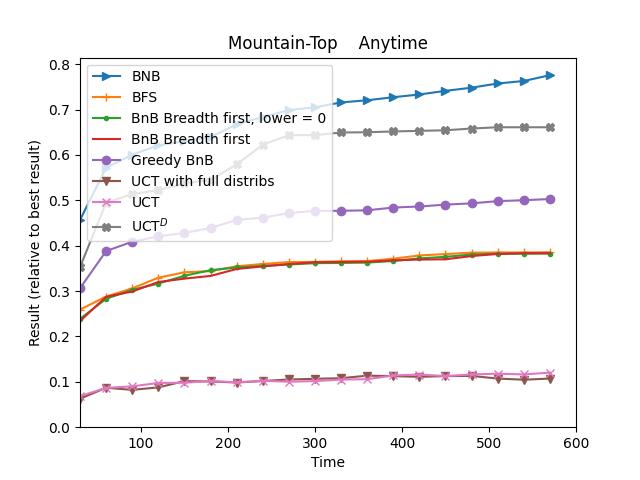 Mountain-Top    Anytime
0.8
0.7
0.6
0.5
0.4
0.3
0.2
0.1
0.0
Result (relative to best result)
BNB
BFS
BnB Breadth first, lower = 0
BnB Breadth first
Greedy BnB
UCT with full distribs
UCT
UCT^D
100 200 300 400 500 600
Time